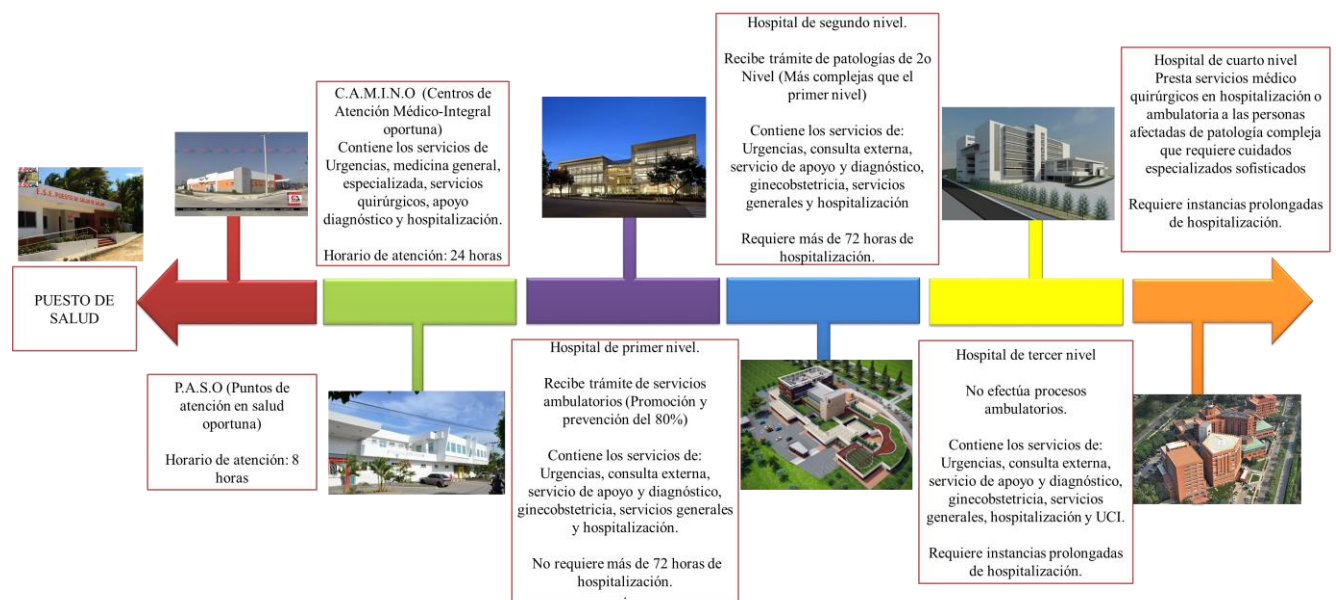 PUESTO DE
SALUD
C.A.M.I.N.O (Centros de
Atención Médico-Integral
oportuna)
Contiene los servicios de
Urgencias, medicina general,
especializada, servicios
quirúrgicos, apoyo
diagnóstico y hospitalización.
Horario de atención: 24 horas
P.A.S.O (Puntos de
atención en salud
oportuna)
Horario de atención: 8
horas
Hospital de primer nivel.
Recibe trámite de servicios
ambulatorios (Promoción y
prevención del 80%)
Contiene los servicios de:
Urgencias, consulta externa,
servicio de apoyo y diagnóstico,
ginecobstetricia, servicios generales
y hospitalización.
No requiere más de 72 horas de
hospitalización.
.
Hospital de segundo nivel.
Recibe trámite de patologías de 2o
Nivel (Más complejas que el
primer nivel)
Contiene los servicios de:
Urgencias, consulta externa,
servicio de apoyo y diagnóstico,
ginecobstetricia, servicios
generales y hospitalización
Requiere más de 72 horas de
hospitalización.
Hospital de tercer nivel
No efectúa procesos
ambulatorios.
Contiene los servicios de:
Urgencias, consulta externa,
servicio de apoyo y diagnóstico,
ginecobstetricia, servicios
generales, hospitalización y UCI.
Requiere instancias prolongadas
de hospitalización.
Hospital de cuarto nivel
Presta servicios médico
quirúrgicos en hospitalización o
ambulatoria a las personas
afectadas de patología compleja
que requiere cuidados
especializados sofisticados
Requiere instancias prolongadas
de hospitalización.